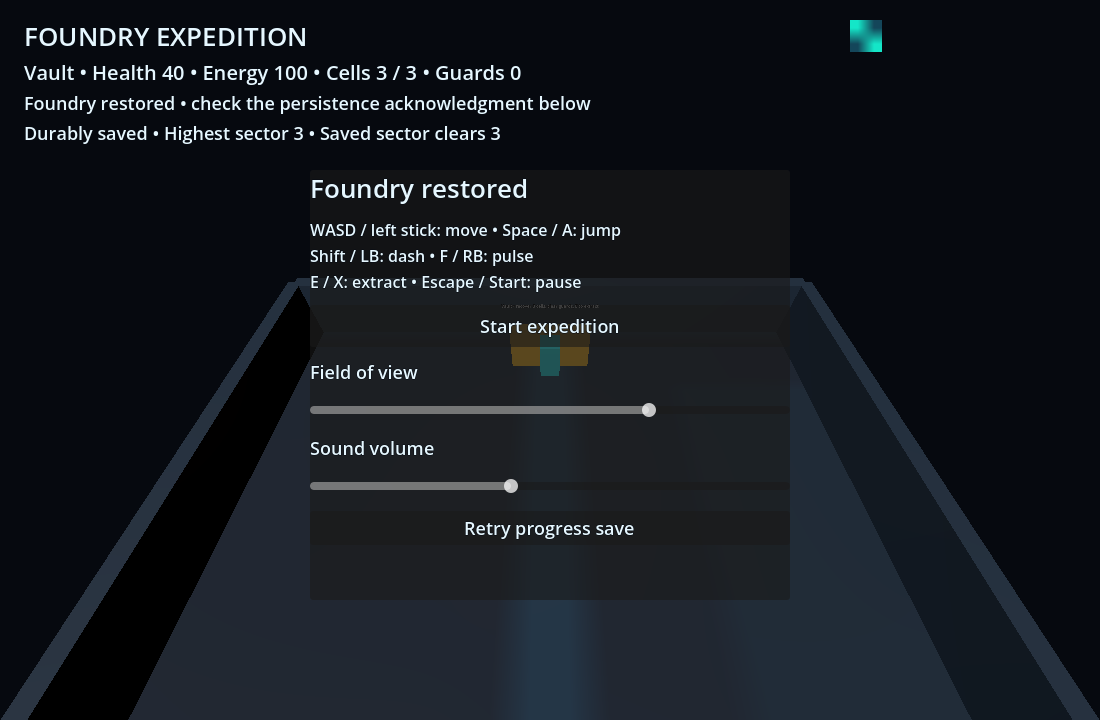 FOUNDRY EXPEDITION
Vault • Health 40 • Energy 100 • Cells 3 / 3 • Guards 0
Foundry restored • check the persistence acknowledgment below
Durably saved • Highest sector 3 • Saved sector clears 3
Foundry restored
WASD / left stick: move • Space / A: jump
Shift / LB: dash • F / RB: pulse
E / X: extract • Escape / Start: pause
Start expedition
Field of view
Sound volume
Retry progress save